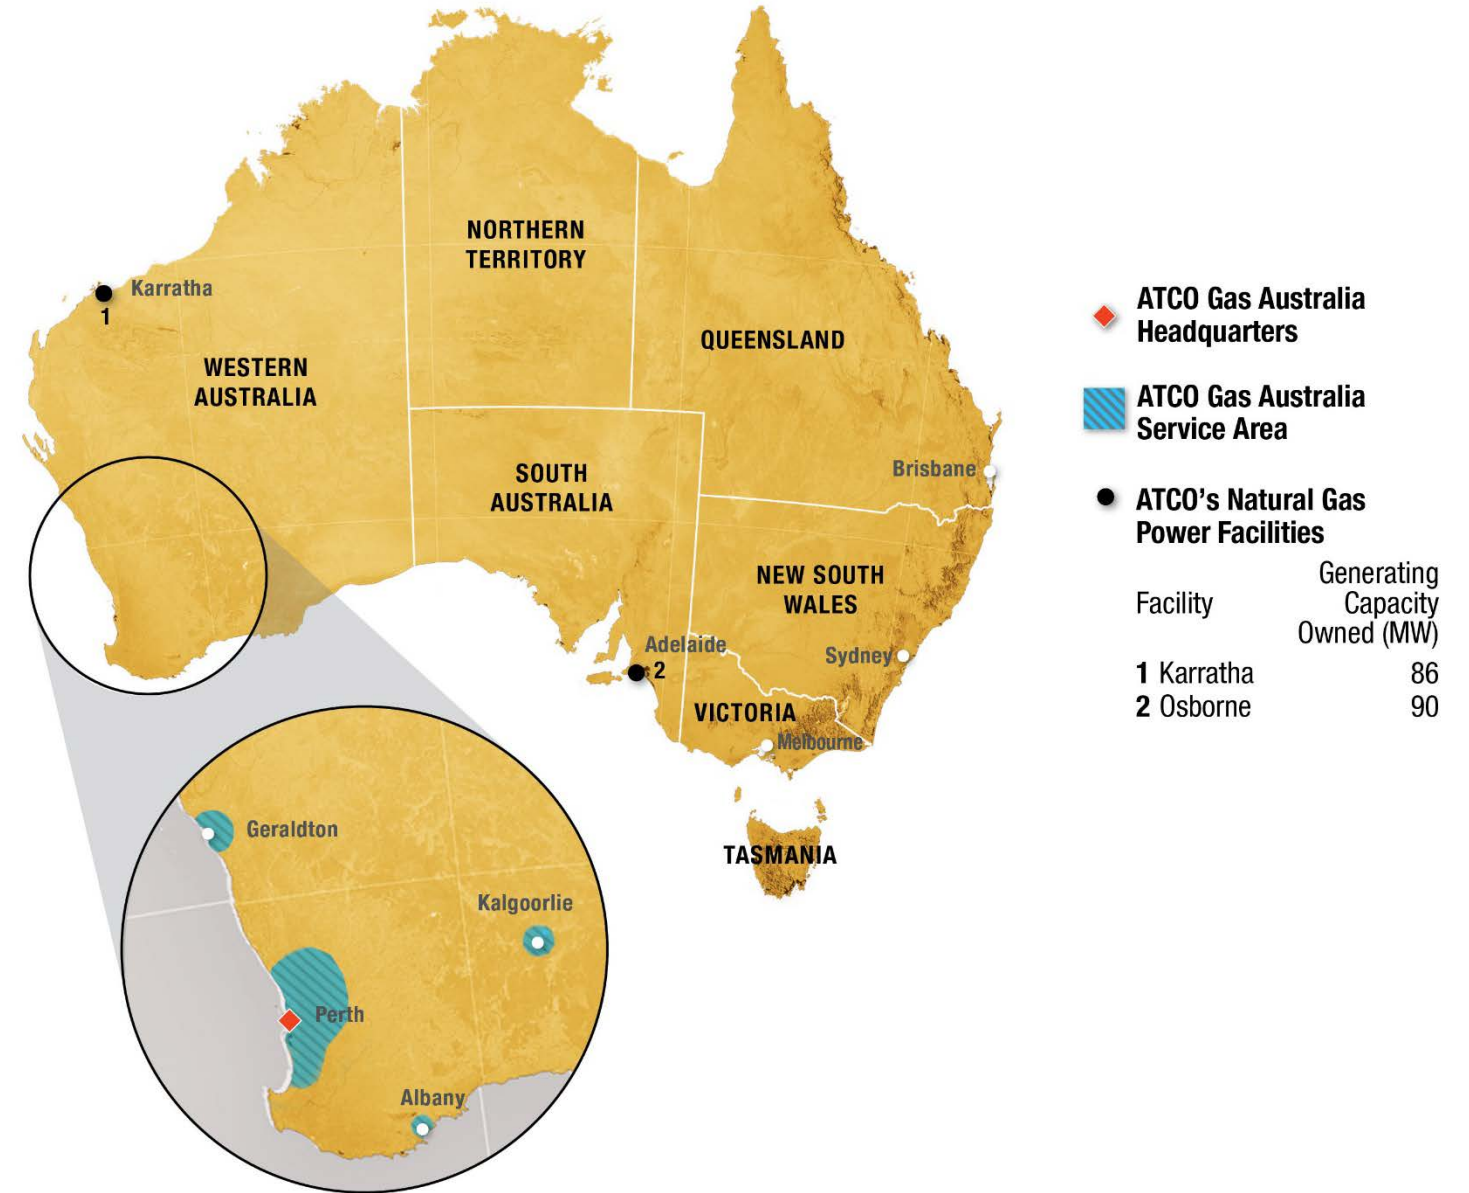 NORTHERN
TERRITORY
Karratha
1
WESTERN
AUSTRALIA
QUEENSLAND
SOUTH
AUSTRALIA
Brisbane
NEW SOUTH
WALES
Adelaide
2
Sydney
VICTORIA
Melbourne
TASMANIA
Geraldton
Kalgoorlie
Perth
Albany
ATCO Gas Australia
Headquarters
ATCO Gas Australia
Service Area
ATCO's Natural Gas
Power Facilities
Facility
Generating
Capacity
Owned (MW)
1 Karratha 86
2 Osborne 90